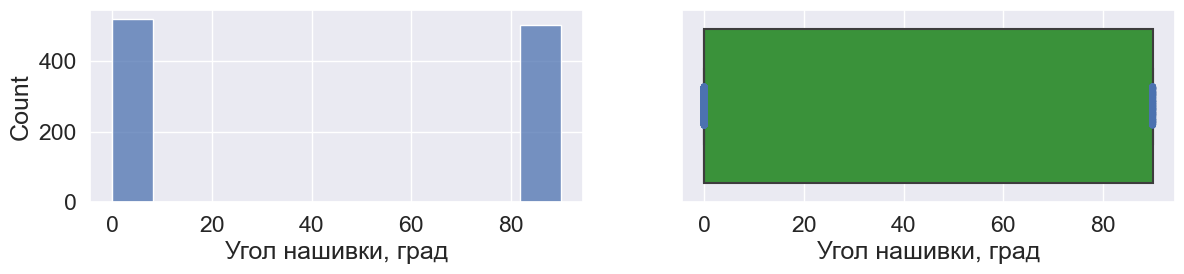 Count
400
200
0
0 20 40 60 80
Угол нашивки, град
0 20 40 60 80
Угол нашивки, град